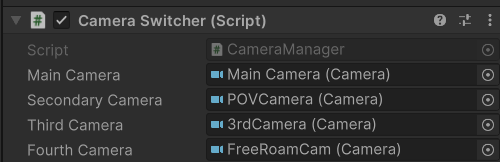 Camera Switcher (Script)
Script CameraManager
Main Camera Main Camera (Camera)
Secondary Camera POVCamera (Camera)
Third Camera 3rdCamera (Camera)
Fourth Camera FreeRoamCam (Camera)